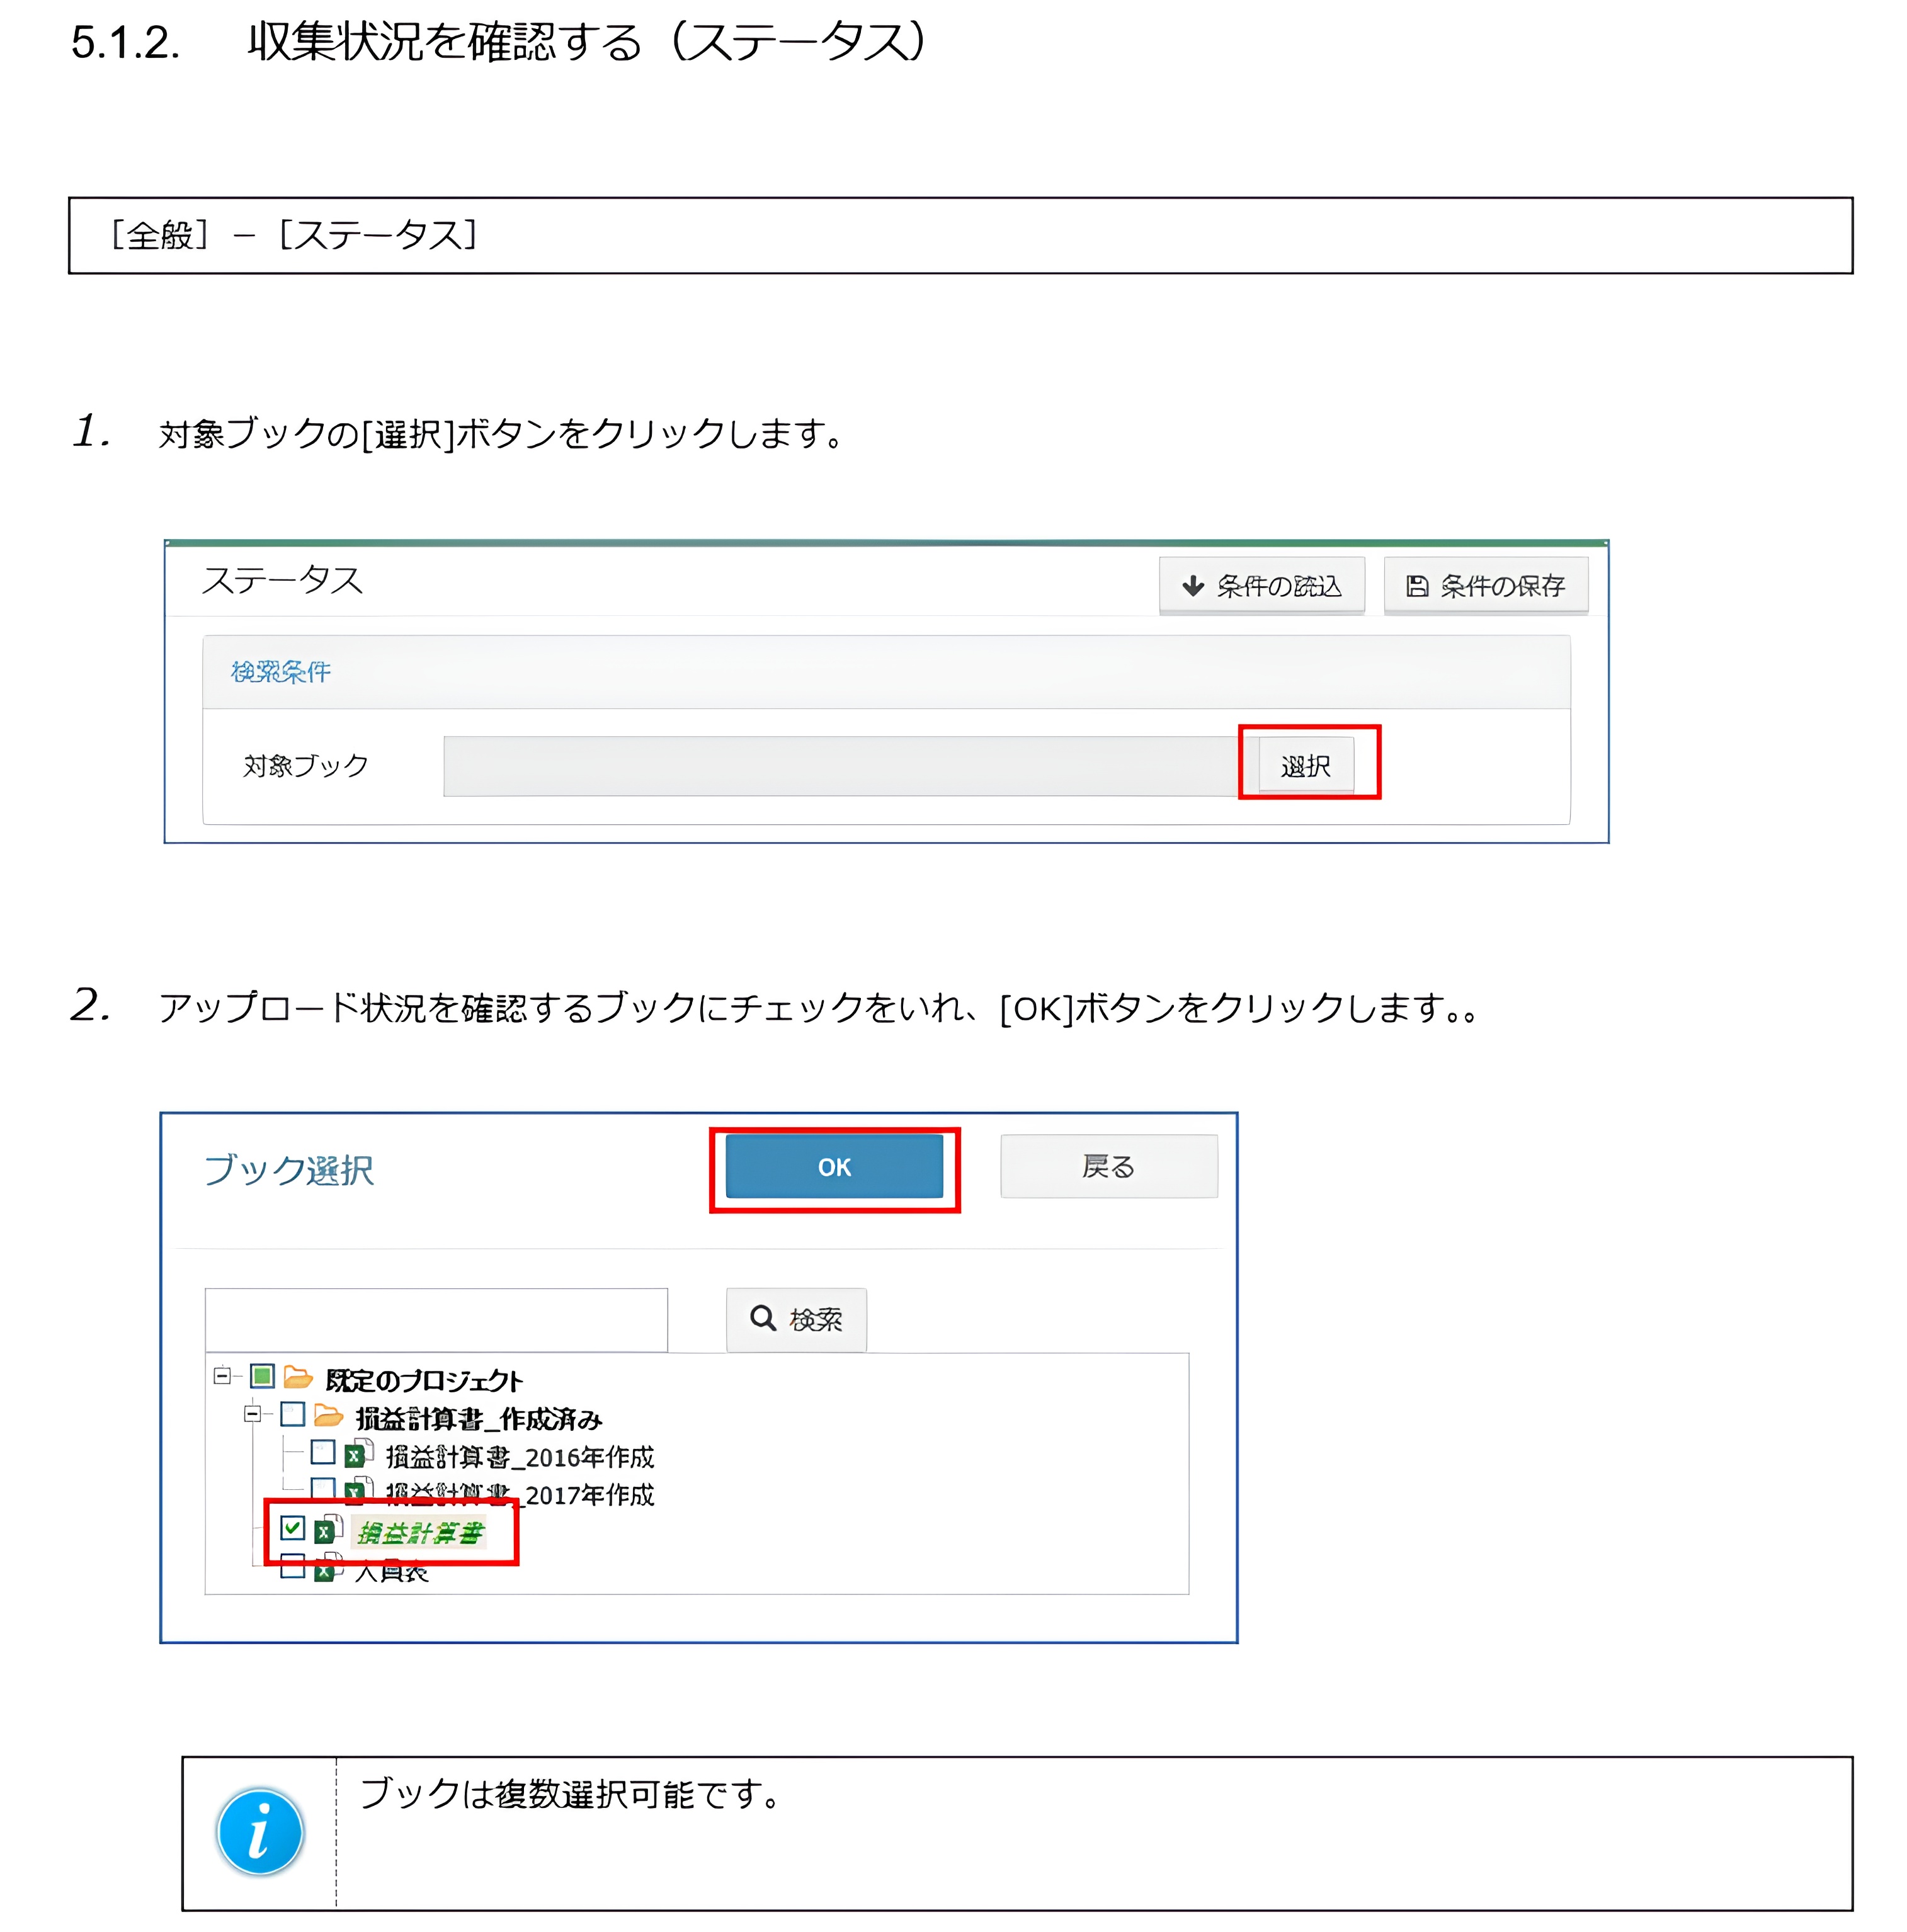 5.1.2. 収集状況を確認する（ステータス）
［全般］－［ステータス］
1. 対象ブックの[選択]ボタンをクリックします。
ステータス
条件の読込
条件の保存
検索条件
対象ブック
選択
2. アップロード状況を確認するブックにチェックをいれ、[OK]ボタンをクリックします。。
ブック選択
OK
戻る
検索
既定のプロジェクト
損益計算書_作成済み
損益計算書_2016年作成
損益計算書_2017年作成
損益計算書
人員表
ブックは複数選択可能です。